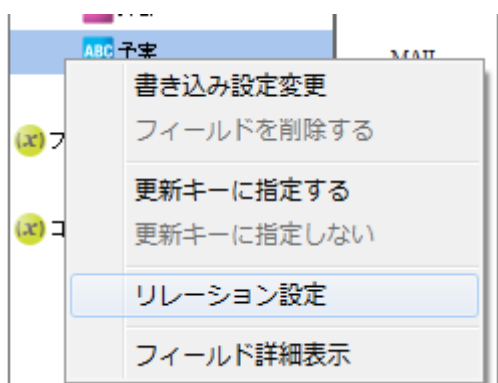 ABC 子実
MAIL
書き込み設定変更
(x) フ
フィールドを削除する
更新キーに指定する
(x) コ
更新キーに指定しない
リレーション設定
フィールド詳細表示